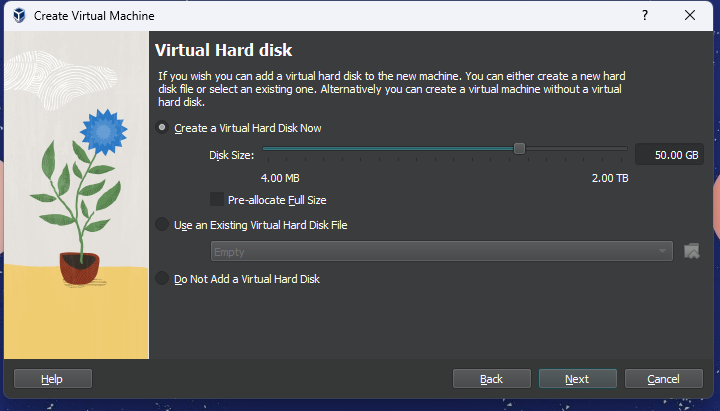 Create Virtual Machine
?
Virtual Hard disk
If you wish you can add a virtual hard disk to the new machine. You can either create a new hard
disk file or select an existing one. Alternatively you can create a virtual machine without a virtual
hard disk.
Create a Virtual Hard Disk Now
Disk Size:
50.00 GB
4.00 MB
2.00 TB
Pre-allocate Full Size
Use an Existing Virtual Hard Disk File
Empty
Do Not Add a Virtual Hard Disk
Help
Back
Next
Cancel